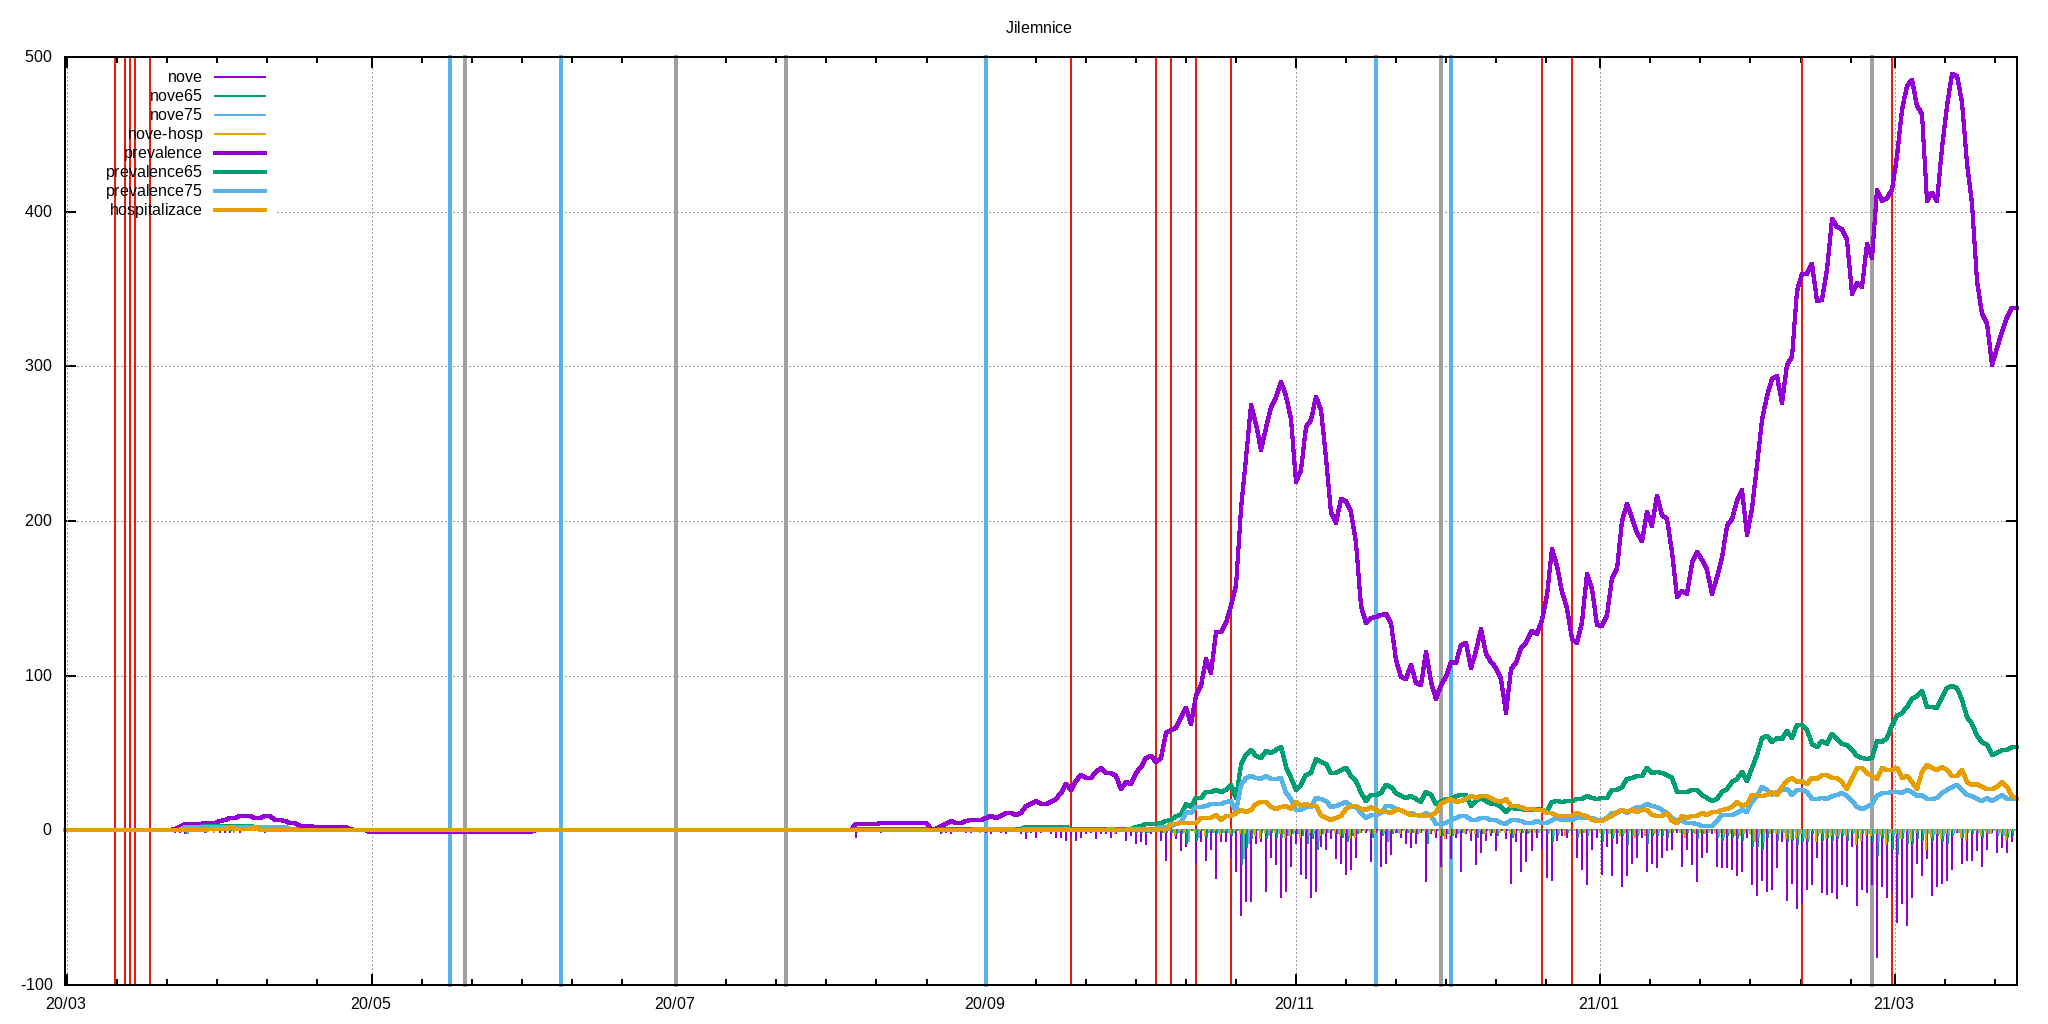 Jilemnice
500
nove
nove65
nove75
nove-hosp
prevalence
prevalence65
prevalence75
hospitalizace
400
300
200
100
0
-100
20/03
20/05
20/07
20/09
20/11
21/01
21/03